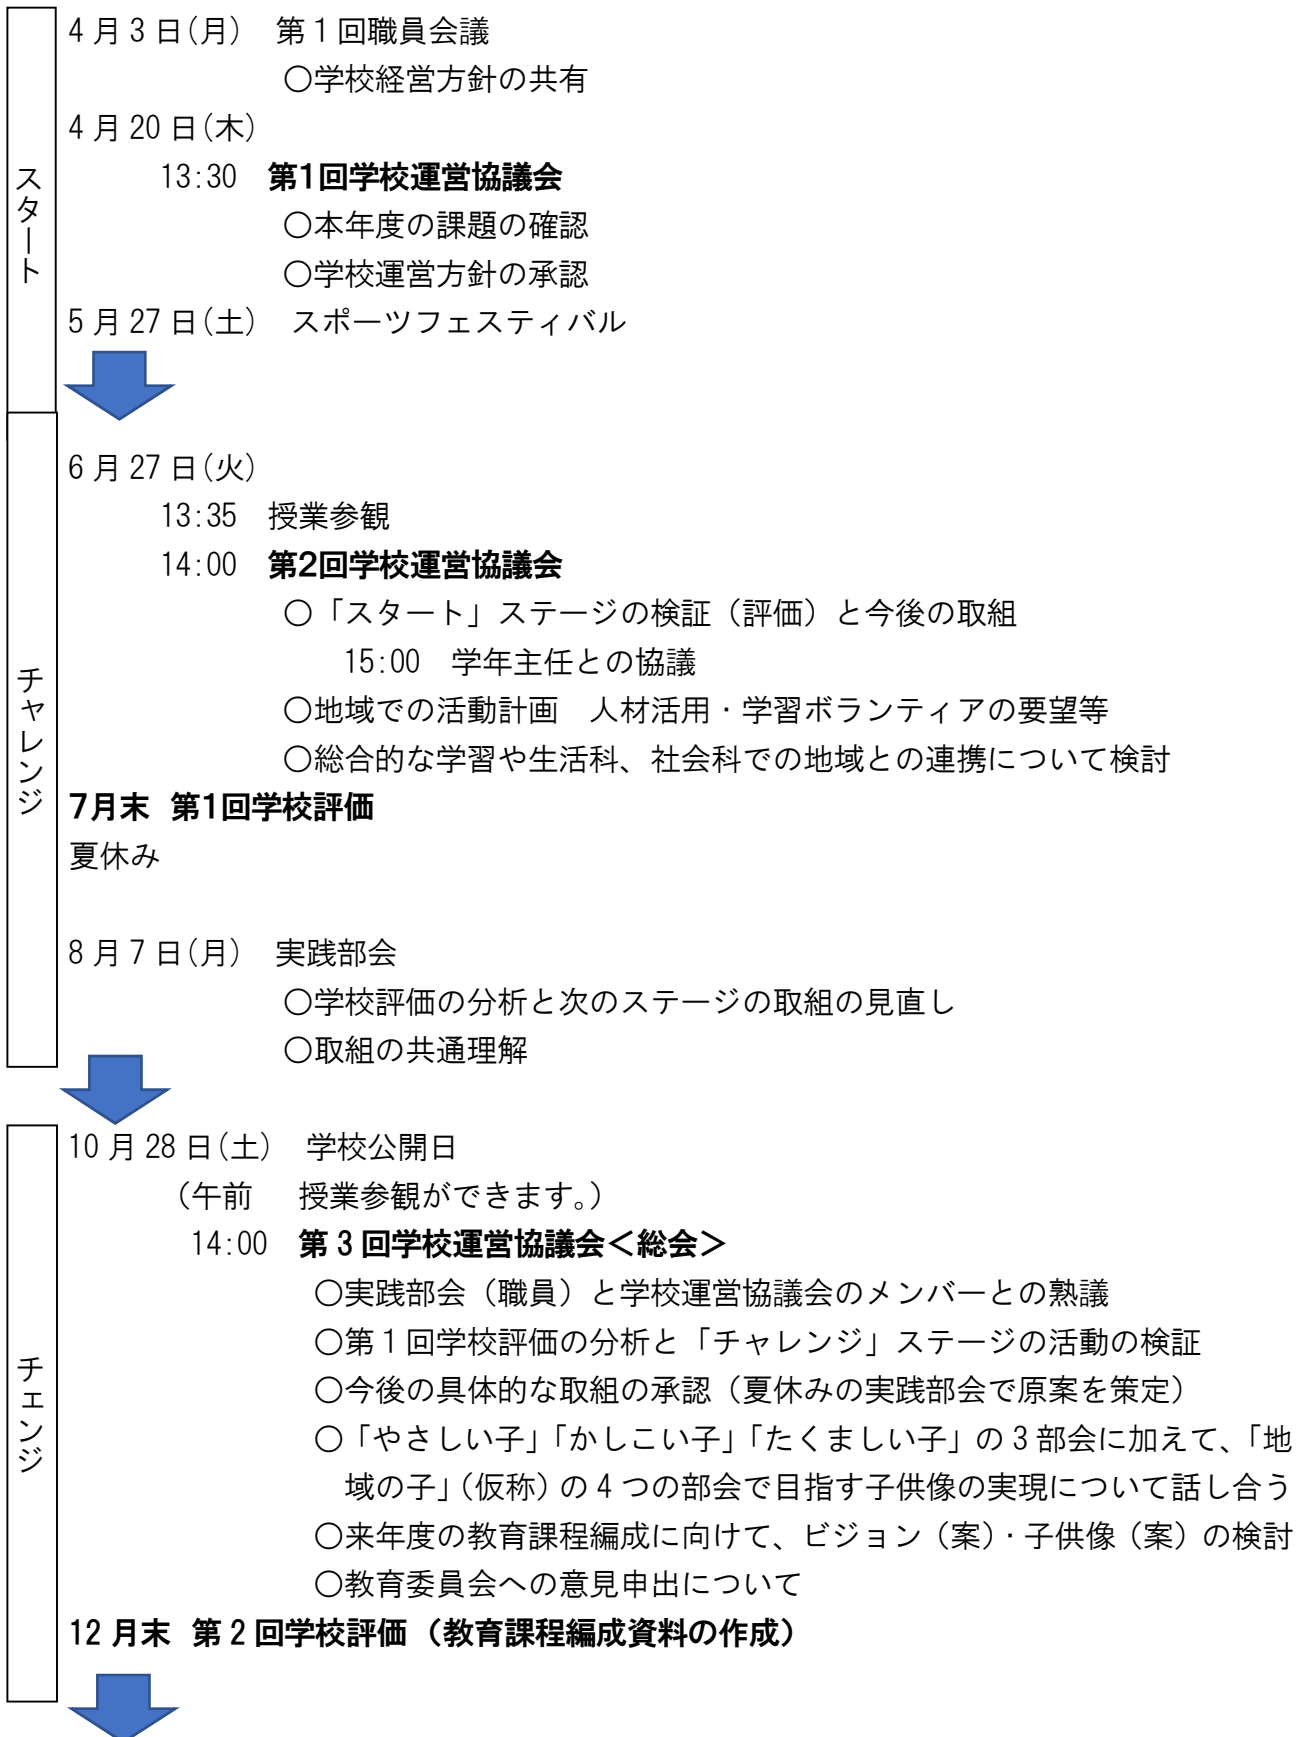 スタート
4月3日(月) 第1回職員会議
○学校経営方針の共有
4月20日(木)
13:30 第1回学校運営協議会
○本年度の課題の確認
○学校運営方針の承認
5月27日(土) スポーツフェスティバル
チャレンジ
6月27日(火)
13:35 授業参観
14:00 第2回学校運営協議会
○「スタート」ステージの検証（評価）と今後の取組
15:00 学年主任との協議
○地域での活動計画 人材活用・学習ボランティアの要望等
○総合的な学習や生活科、社会科での地域との連携について検討
7月末 第1回学校評価
夏休み
8月7日(月) 実践部会
○学校評価の分析と次のステージの取組の見直し
○取組の共通理解
チェンジ
10月28日(土) 学校公開日
（午前 授業参観ができます。）
14:00 第3回学校運営協議会＜総会＞
○実践部会（職員）と学校運営協議会のメンバーとの熟議
○第1回学校評価の分析と「チャレンジ」ステージの活動の検証
○今後の具体的な取組の承認（夏休みの実践部会で原案を策定）
○「やさしい子」「かしこい子」「たくましい子」の3部会に加えて、「地
域の子」（仮称）の4つの部会で目指す子供像の実現について話し合う
○来年度の教育課程編成に向けて、ビジョン（案）・子供像（案）の検討
○教育委員会への意見申出について
12月末 第2回学校評価（教育課程編成資料の作成）